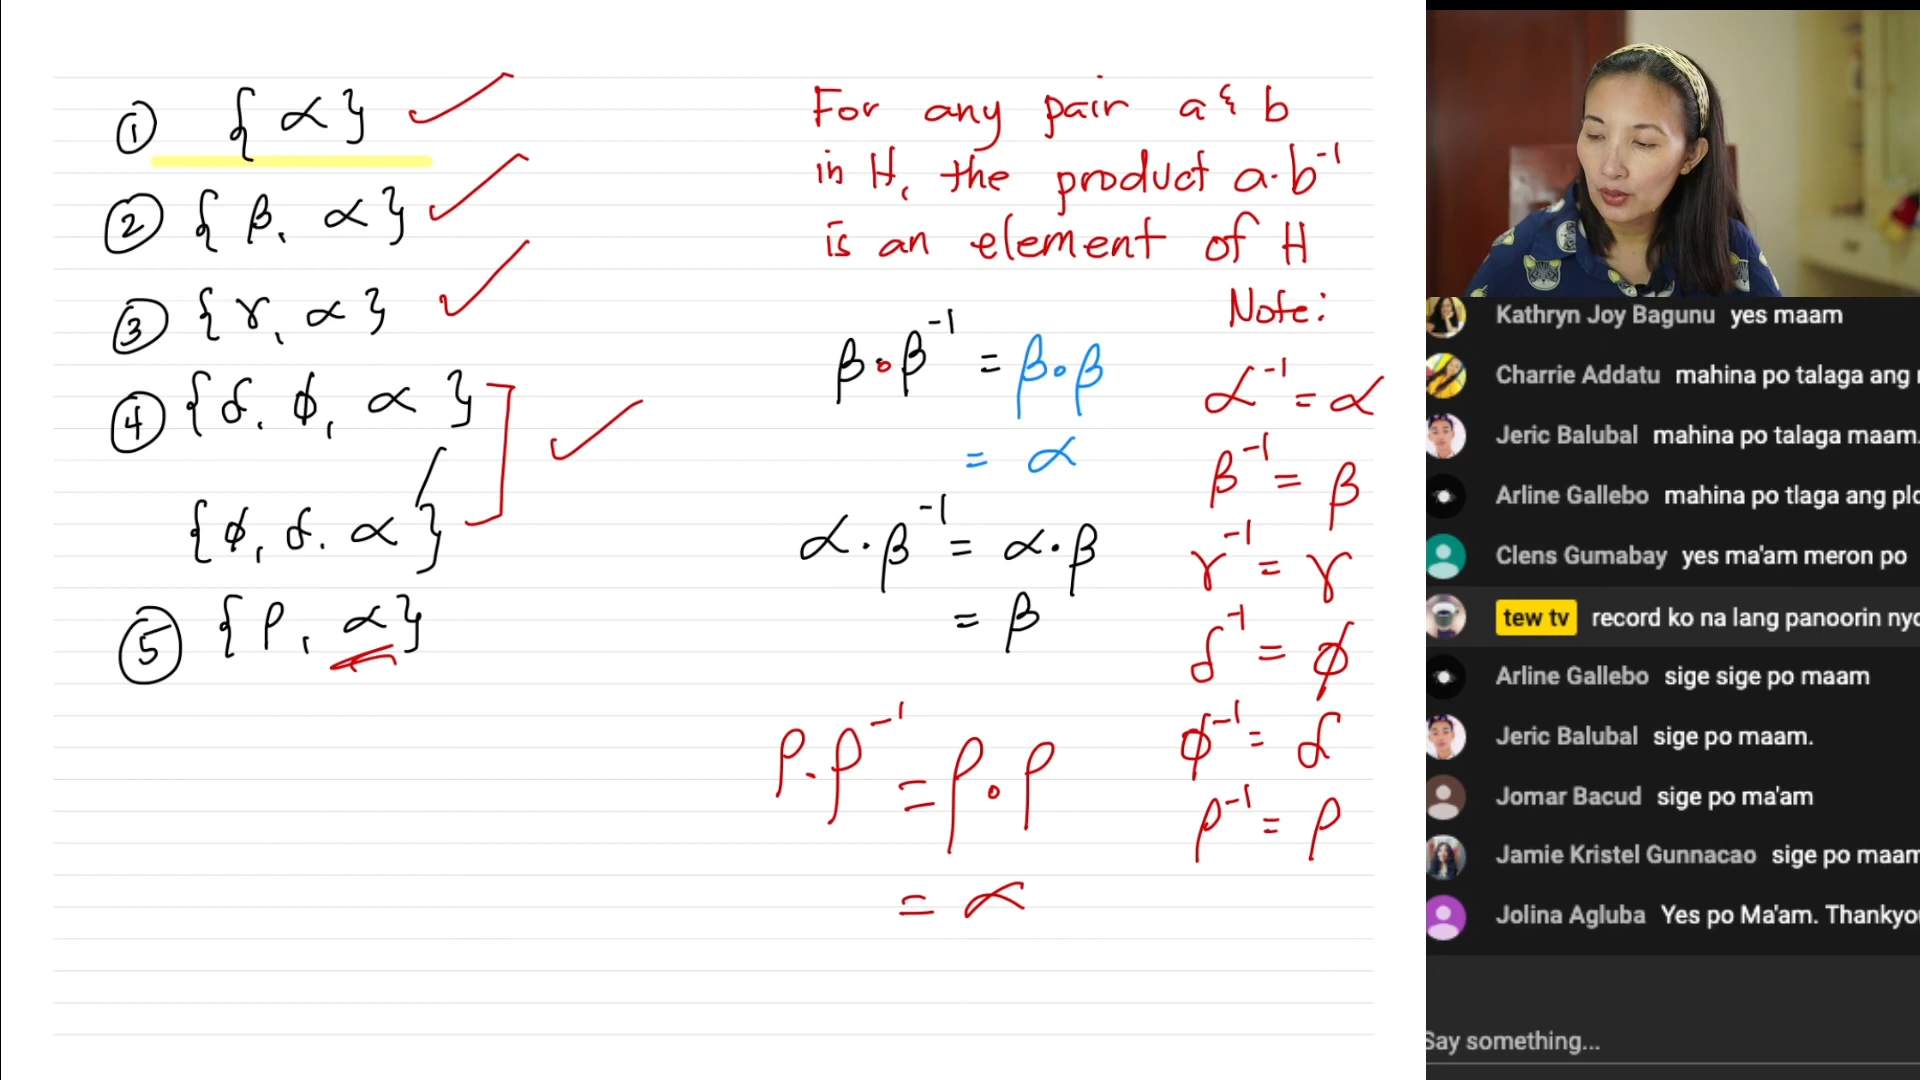 ① { α }
② { β, α }
③ { γ, α }
④ { δ, ϕ, α }
{ ϕ, δ, α }
⑤ { ρ, α }
For any pair a & b
in H, the product a·b⁻¹
is an element of H
β∘β⁻¹ = β∘β
= α
α·β⁻¹ = α·β
= β
ρ·ρ⁻¹ = ρ∘ρ
= α
Note:
α⁻¹ = α
β⁻¹ = β
γ⁻¹ = γ
δ⁻¹ = ϕ
ϕ⁻¹ = δ
ρ⁻¹ = ρ
Kathryn Joy Bagunu yes maam
Charrie Addatu mahina po talaga ang
Jeric Balubal mahina po talaga maam.
Arline Gallebo mahina po tlaga ang
Clens Gumabay yes ma'am meron po
tew tv record ko na lang panoorin
Arline Gallebo sige sige po maam
Jeric Balubal sige po maam.
Jomar Bacud sige po ma'am
Jamie Kristel Gunnacao sige po maam
Jolina Agluba Yes po Ma'am.
Say something...